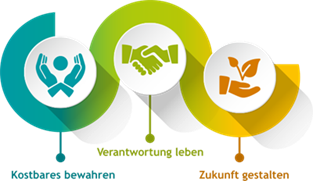 Verantwortung leben
Kostbares bewahren
Zukunft gestalten